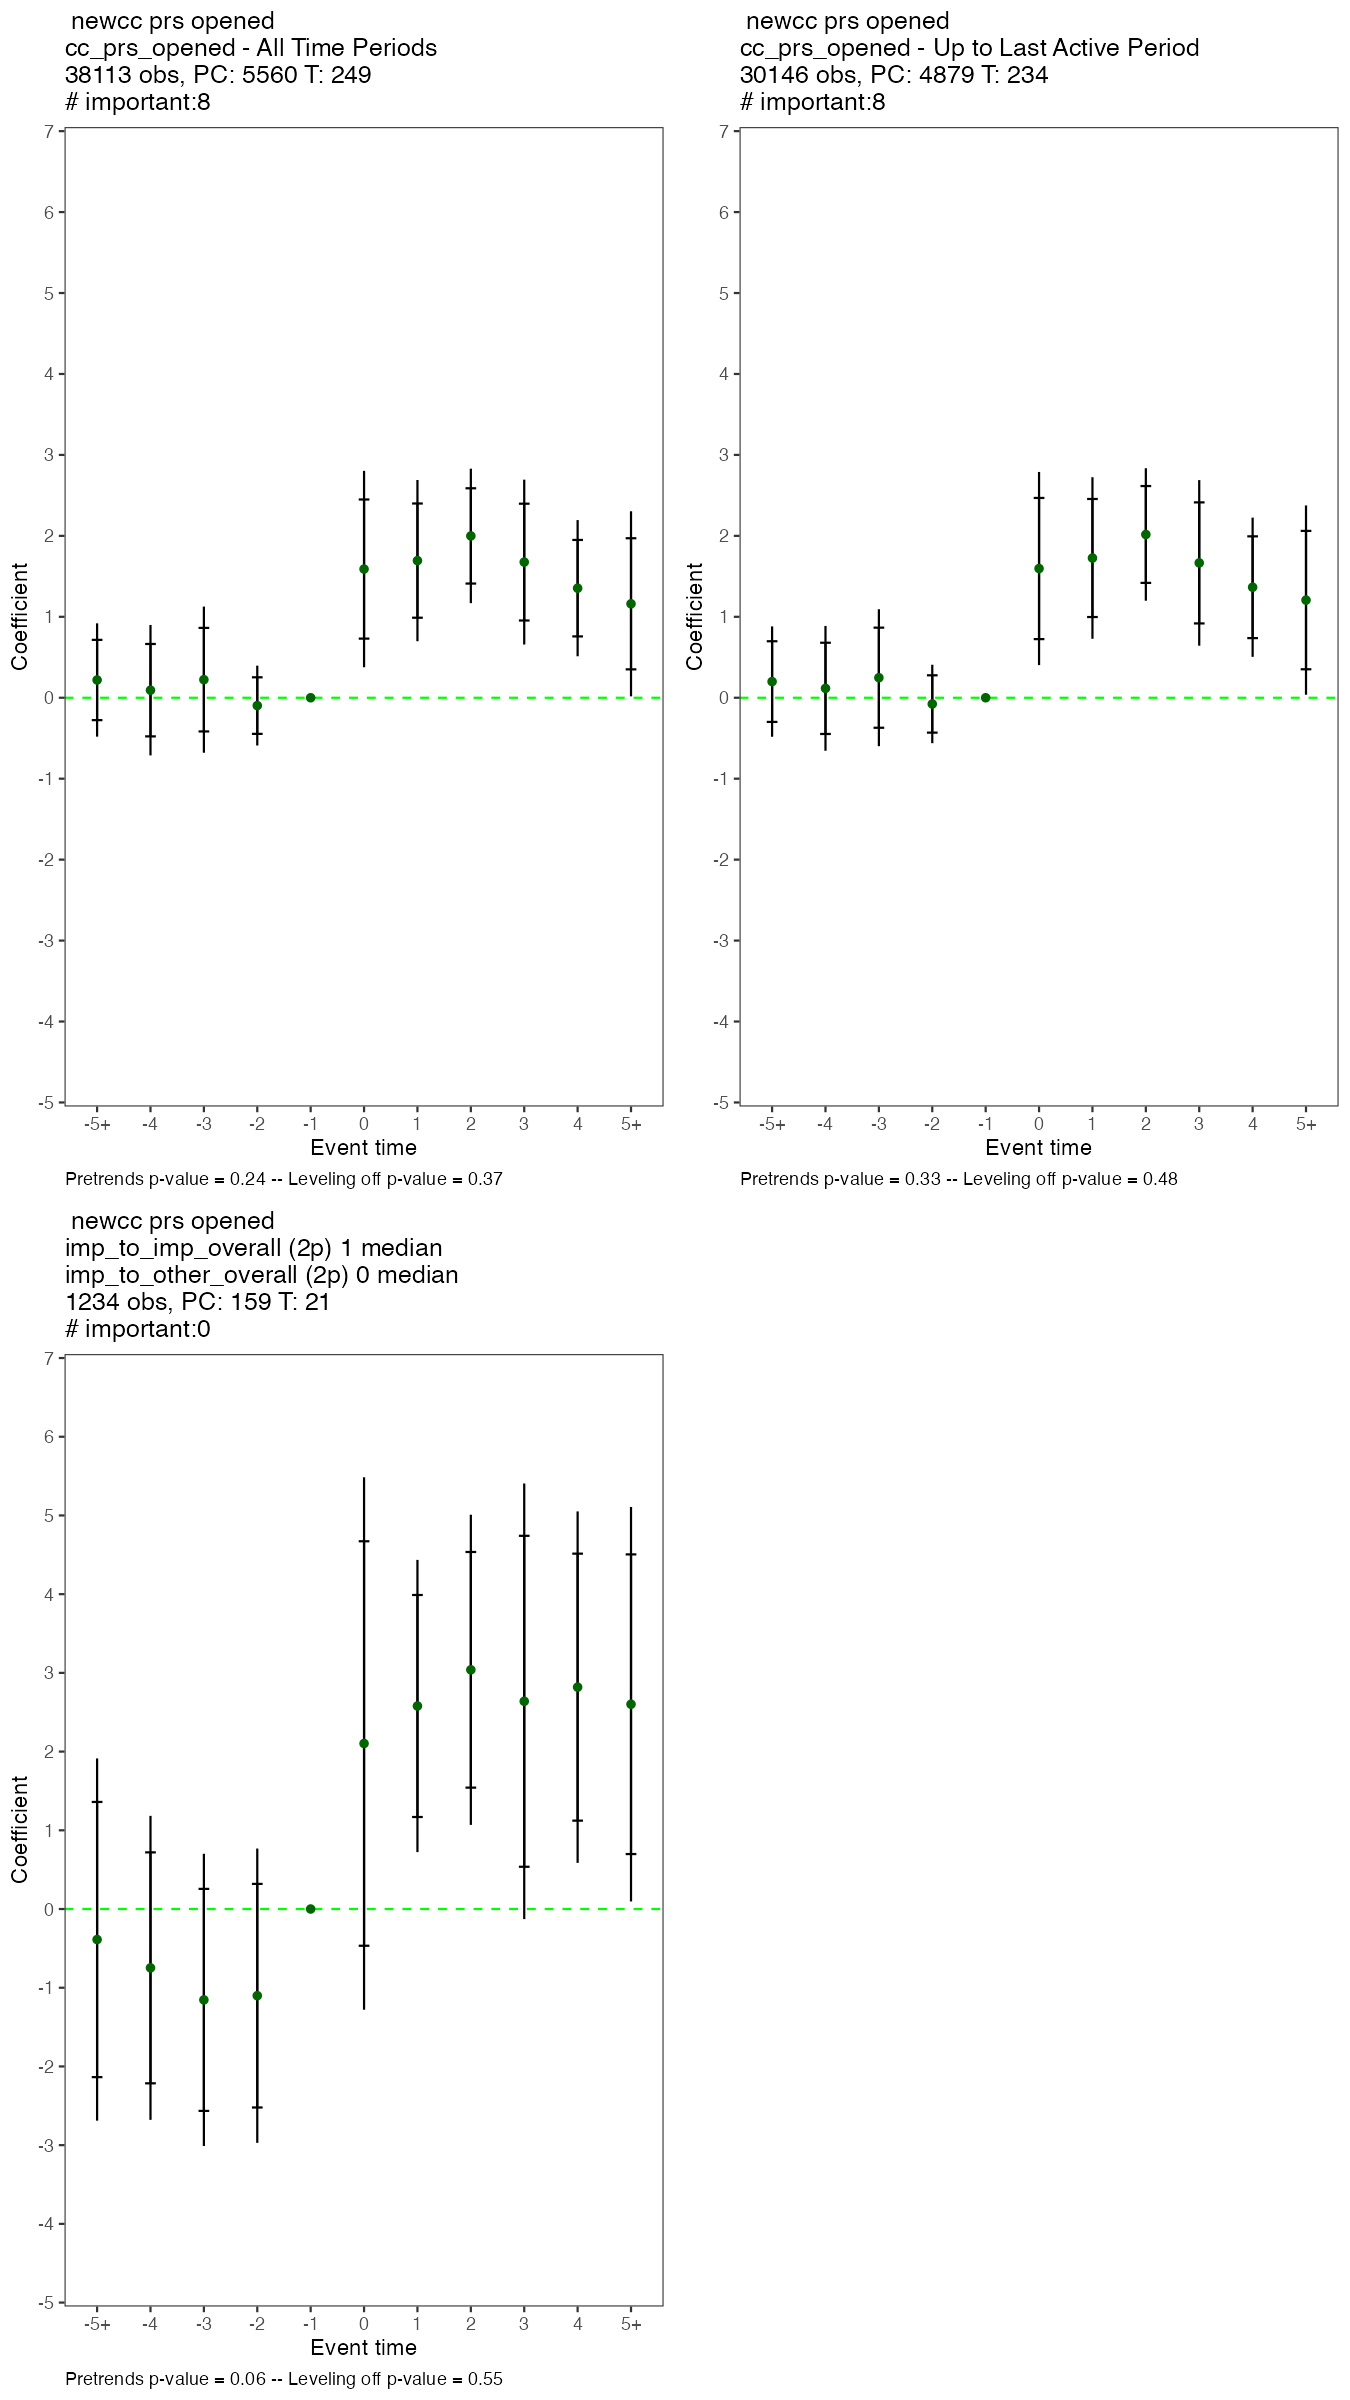 newcc prs opened
cc_prs_opened - All Time Periods
38113 obs, PC: 5560 T: 249
# important:8
7
6
5
4
3
2
1
0
-1
-2
-3
-4
-5
Coefficient
-5+ -4 -3 -2 -1 0 1 2 3 4 5+
Event time
Pretrends p-value = 0.24 -- Leveling off p-value = 0.37
newcc prs opened
cc_prs_opened - Up to Last Active Period
30146 obs, PC: 4879 T: 234
# important:8
7
6
5
4
3
2
1
0
-1
-2
-3
-4
-5
Coefficient
-5+ -4 -3 -2 -1 0 1 2 3 4 5+
Event time
Pretrends p-value = 0.33 -- Leveling off p-value = 0.48
newcc prs opened
imp_to_imp_overall (2p) 1 median
imp_to_other_overall (2p) 0 median
1234 obs, PC: 159 T: 21
# important:0
7
6
5
4
3
2
1
0
-1
-2
-3
-4
-5
Coefficient
-5+ -4 -3 -2 -1 0 1 2 3 4 5+
Event time
Pretrends p-value = 0.06 -- Leveling off p-value = 0.55